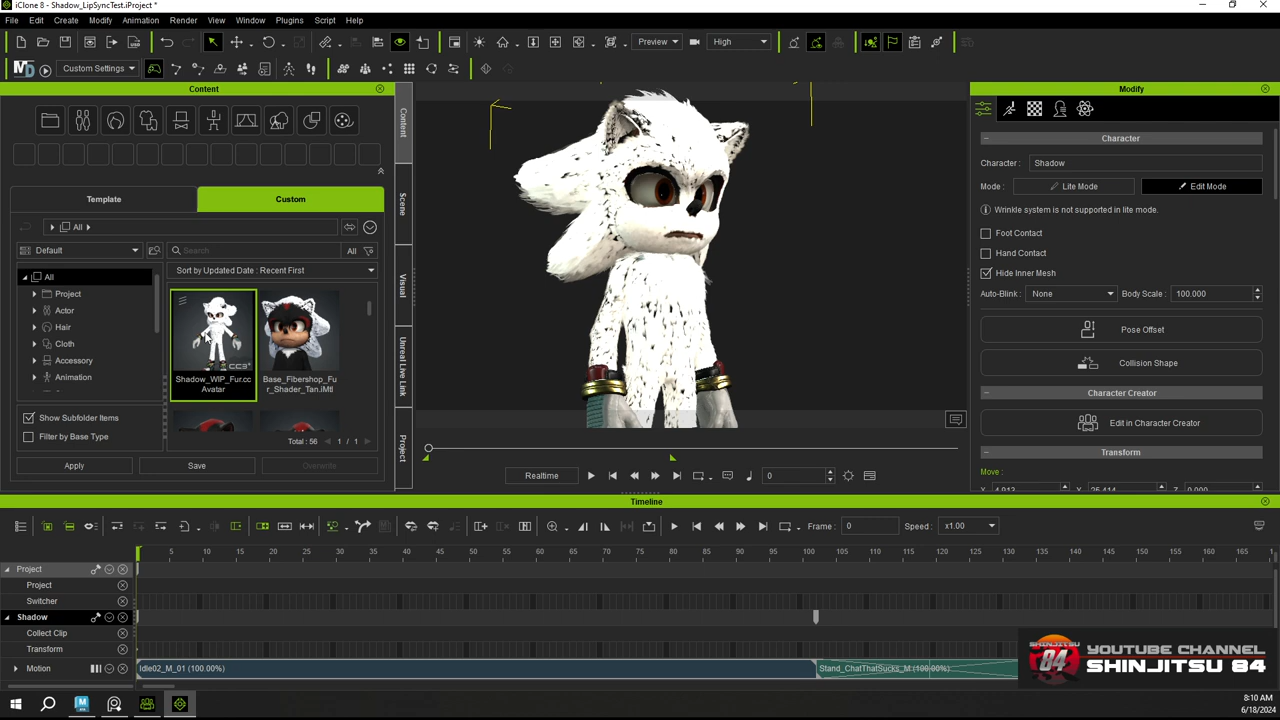 iClone 8 - Shadow_LipSyncTest.iProject *
File Edit Create Modify Animation Render View Window Plugins Script Help
Preview High
Custom Settings
Content
Template Custom
All
Default Search All
Sort by Updated Date : Recent First
All
Project
Actor
Hair
Cloth
Accessory
Animation
Show Subfolder Items
Filter by Base Type
CC3+
Shadow_WIP_Fur.cc
Avatar
Base_Fibershop_Fu
r_Shader_Tan.iMtl
Total : 56 1 / 1
Apply Save Overwrite
Content
Scene
Visual
Unreal Live Link
Project
Realtime 0
Modify
Character
Character : Shadow
Mode : Lite Mode Edit Mode
Wrinkle system is not supported in lite mode.
Foot Contact
Hand Contact
Hide Inner Mesh
Auto-Blink : None Body Scale : 100.000
Pose Offset
Collision Shape
Character Creator
Edit in Character Creator
Transform
Move :
X 4.913 Y 25.414 Z 0.000
Timeline
Frame : 0 Speed : x1.00
5 10 15 20 25 30 35 40 45 50 55 60 65 70 75 80 85 90 95 100 105 110 115 120 125 130 135 140 145 150 155 160 165 1
Project
Project
Switcher
Shadow
Collect Clip
Transform
Motion
Idle02_M_01 (100.00%) Stand_ChatThatSucks_M (100.00%)
SHINJITSU
84
YOUTUBE CHANNEL
SHINJITSU 84
8:10 AM
6/18/2024